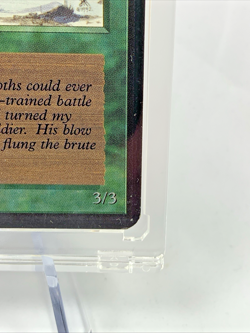 oths could ever
-trained battle
turned my
dier. His blow
flung the brute
3/3